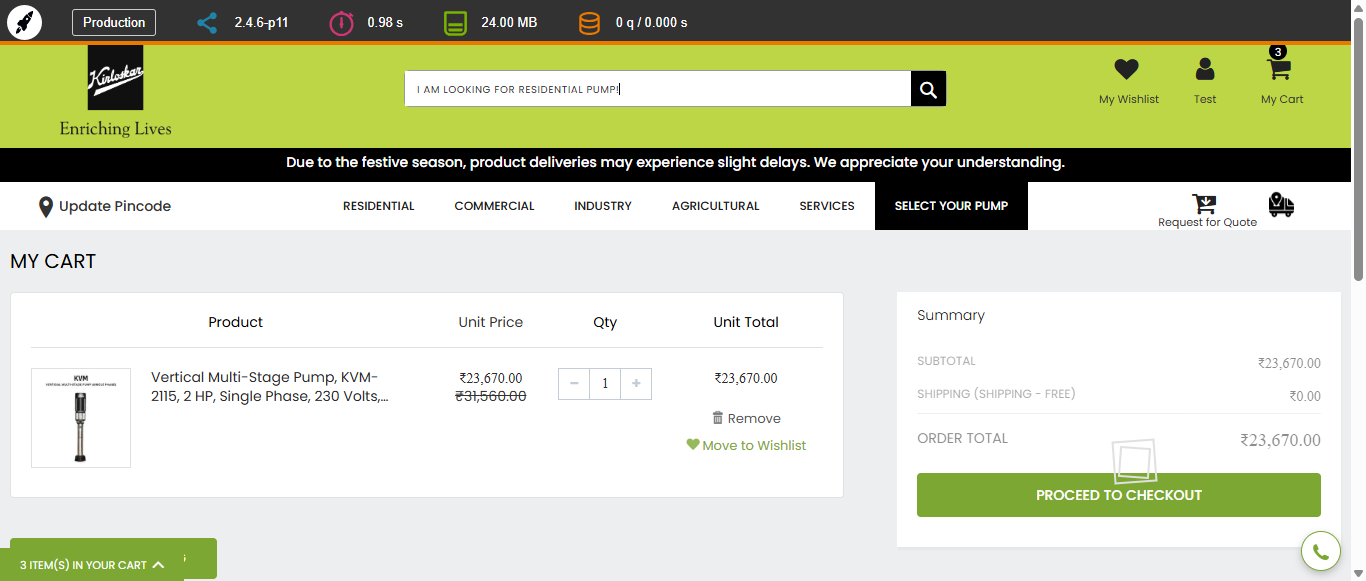 Production
2.4.6-p11
0.98 s
24.00 MB
0 q / 0.000 s
Kirloskar
Enriching Lives
I AM LOOKING FOR RESIDENTIAL PUMP!
My Wishlist
Test
3
My Cart
Due to the festive season, product deliveries may experience slight delays. We appreciate your understanding.
Update Pincode
RESIDENTIAL
COMMERCIAL
INDUSTRY
AGRICULTURAL
SERVICES
SELECT YOUR PUMP
Request for Quote
MY CART
Product
Unit Price
Qty
Unit Total
KVM
VERTICAL MULTI-STAGE PUMP SINGLE PHASE
Vertical Multi-Stage Pump, KVM-
2115, 2 HP, Single Phase, 230 Volts,...
₹23,670.00
₹31,560.00
1
₹23,670.00
Remove
Move to Wishlist
Summary
SUBTOTAL
₹23,670.00
SHIPPING (SHIPPING - FREE)
₹0.00
ORDER TOTAL
₹23,670.00
PROCEED TO CHECKOUT
3 ITEM(S) IN YOUR CART